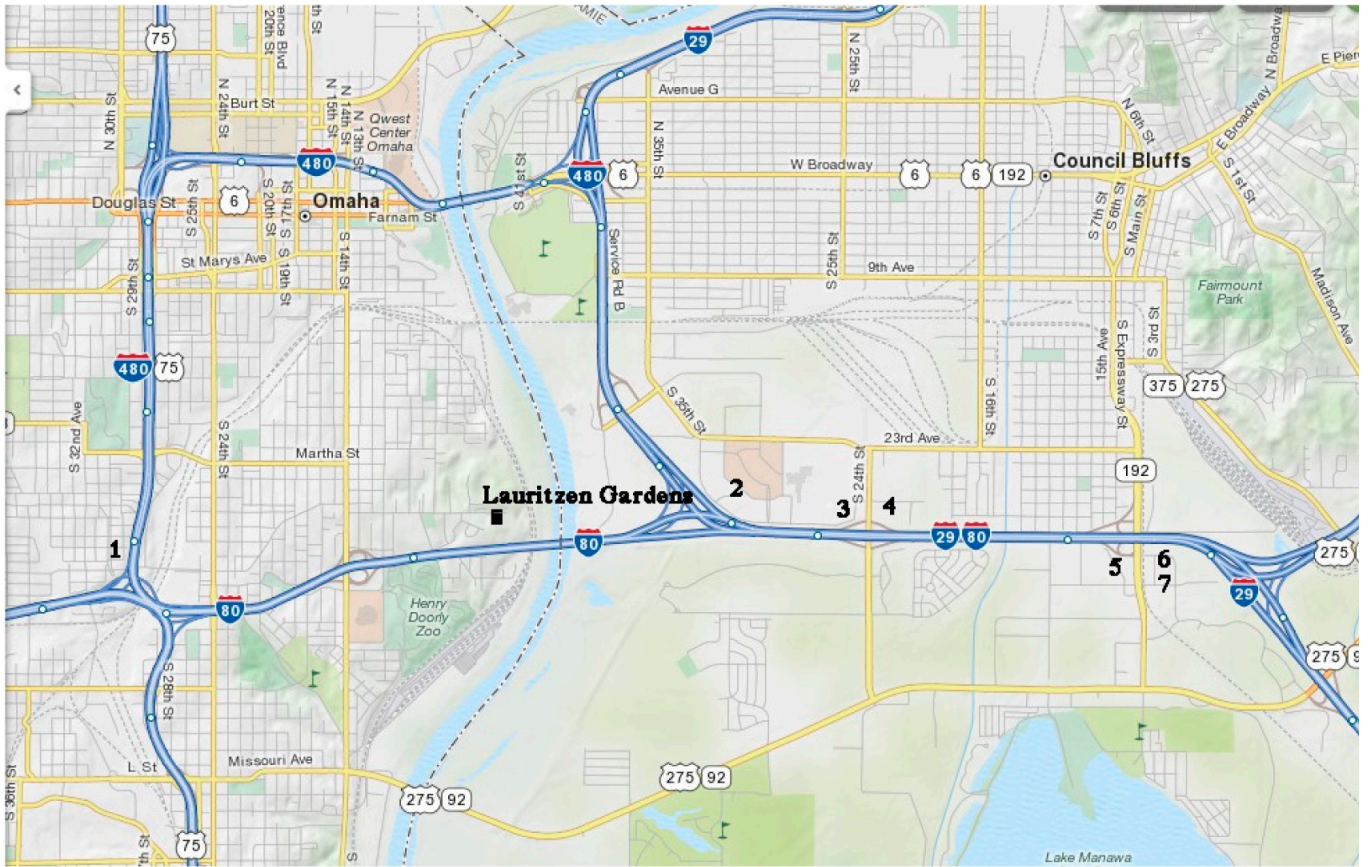 75
29
N 25th St
N 24th St
N 30th St
Burt St
N 15th St
N 14th St
N 13th St
Qwest
Center
Omaha
Avenue G
N 35th St
N 6th St
E Broadway
N Broadway
E Pierc
S 1st St
480
S 41st St
480
6
W Broadway
6
6
192
Council Bluffs
Douglas St
6
Omaha
Farnam St
S 25th St
S 20th St
S 17th St
S 7th St
S 6th St
S Main St
St Marys Ave
S 19th St
S 14th St
S 29th St
Service Rd B
S 25th St
9th Ave
Madison Ave
Fairmount
Park
480
75
15th Ave
S Expressway St
S 3rd St
375
275
S 32nd Ave
S 24th St
Martha St
S 35th St
S 16th St
23rd Ave
S 24th St
192
Lauritzen Gardens
2
3
4
1
80
29
80
5
6
7
275
29
80
Henry
Doorly
Zoo
275
S 28th St
L St
Missouri Ave
275
92
275
92
S 36th St
75
Lake Manawa